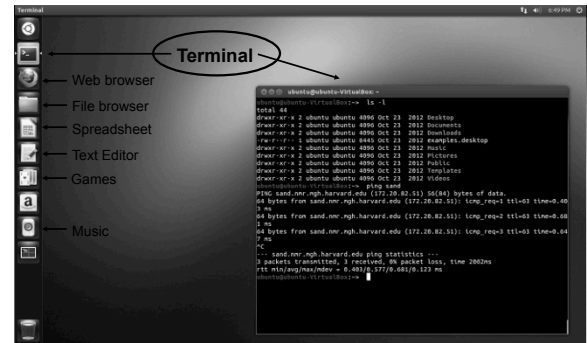 Terminal
6:49 PM
Terminal
Web browser
File browser
Spreadsheet
Text Editor
Games
a
Music
ubuntu@ubuntu-VirtualBox: ~
ubuntu@ubuntu-VirtualBox:~> ls -l
total 44
drwxr-xr-x 2 ubuntu ubuntu 4096 Oct 23 2012 Desktop
drwxr-xr-x 2 ubuntu ubuntu 4096 Oct 23 2012 Documents
drwxr-xr-x 2 ubuntu ubuntu 4096 Oct 23 2012 Downloads
-rw-r--r-- 1 ubuntu ubuntu 8445 Oct 23 2012 examples.desktop
drwxr-xr-x 2 ubuntu ubuntu 4096 Oct 23 2012 Music
drwxr-xr-x 2 ubuntu ubuntu 4096 Oct 23 2012 Pictures
drwxr-xr-x 2 ubuntu ubuntu 4096 Oct 23 2012 Public
drwxr-xr-x 2 ubuntu ubuntu 4096 Oct 23 2012 Templates
drwxr-xr-x 2 ubuntu ubuntu 4096 Oct 23 2012 Videos
ubuntu@ubuntu-VirtualBox:~> ping sand
PING sand.nmr.mgh.harvard.edu (172.20.82.51) 56(84) bytes of data.
64 bytes from sand.nmr.mgh.harvard.edu (172.20.82.51): icmp_req=1 ttl=63 time=0.40
3 ms
64 bytes from sand.nmr.mgh.harvard.edu (172.20.82.51): icmp_req=2 ttl=63 time=0.68
1 ms
64 bytes from sand.nmr.mgh.harvard.edu (172.20.82.51): icmp_req=3 ttl=63 time=0.64
7 ms
^C
--- sand.nmr.mgh.harvard.edu ping statistics ---
3 packets transmitted, 3 received, 0% packet loss, time 2002ms
rtt min/avg/max/mdev = 0.403/0.577/0.681/0.123 ms
ubuntu@ubuntu-VirtualBox:~>